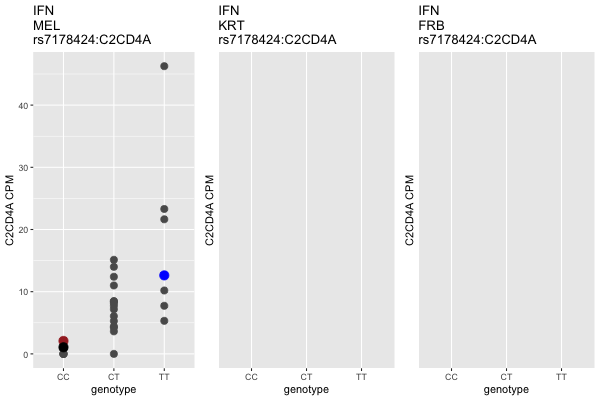 IFN
MEL
rs7178424:C2CD4A
IFN
KRT
rs7178424:C2CD4A
IFN
FRB
rs7178424:C2CD4A
C2CD4A CPM
40
30
20
10
0
CC CT TT
genotype
C2CD4A CPM
CC CT TT
genotype
C2CD4A CPM
CC CT TT
genotype